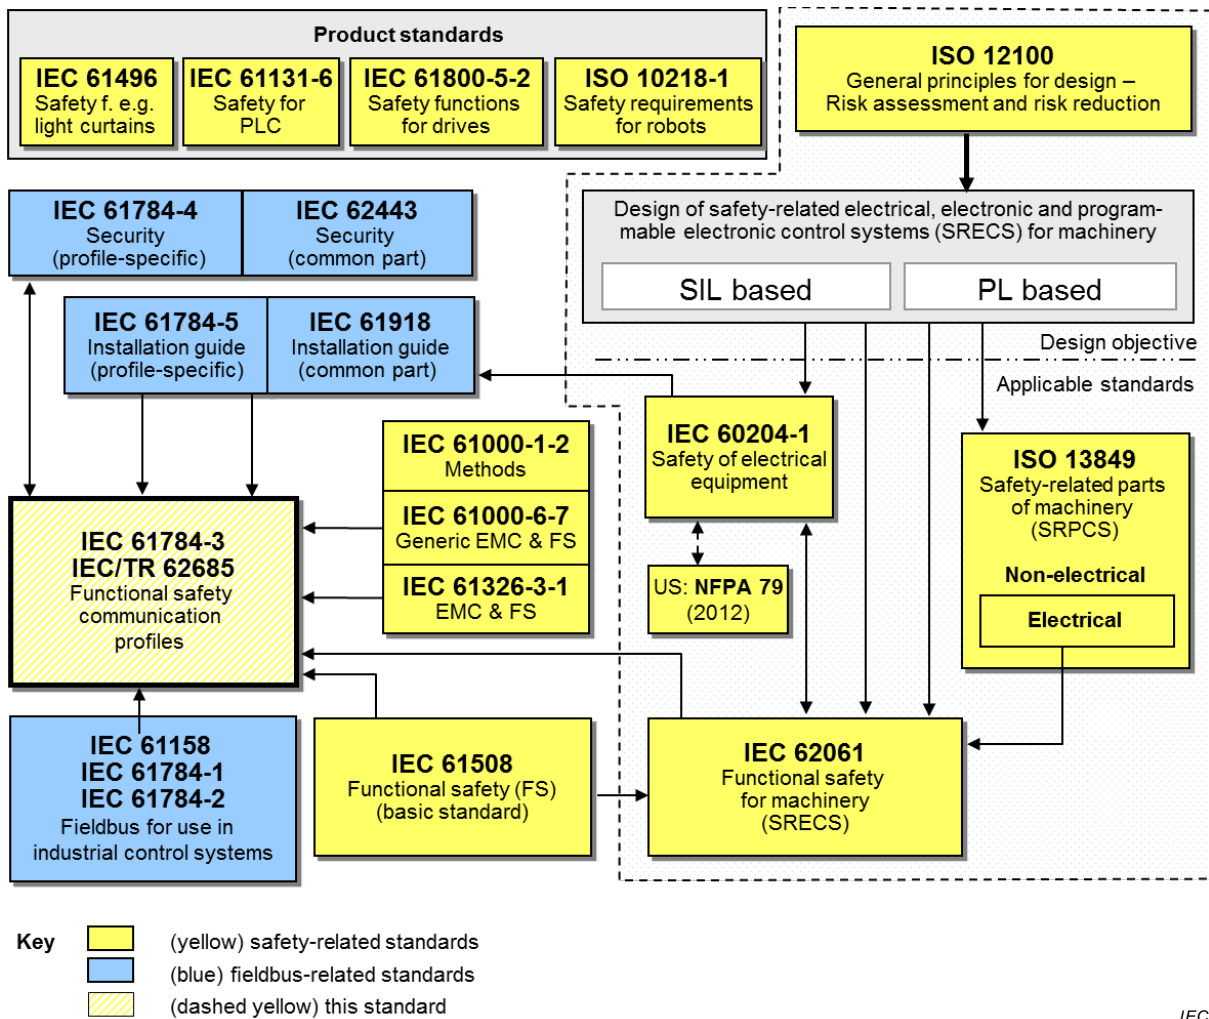 Product standards
IEC 61496
Safety f. e.g.
light curtains
IEC 61131-6
Safety for
PLC
IEC 61800-5-2
Safety functions
for drives
ISO 10218-1
Safety requirements
for robots
ISO 12100
General principles for design –
Risk assessment and risk reduction
IEC 61784-4
Security
(profile-specific)
IEC 62443
Security
(common part)
Design of safety-related electrical, electronic and program-
mable electronic control systems (SRECS) for machinery
SIL based
PL based
IEC 61784-5
Installation guide
(profile-specific)
IEC 61918
Installation guide
(common part)
Design objective
Applicable standards
IEC 61000-1-2
Methods
IEC 61000-6-7
Generic EMC & FS
IEC 61326-3-1
EMC & FS
IEC 60204-1
Safety of electrical
equipment
US: NFPA 79
(2012)
ISO 13849
Safety-related parts
of machinery
(SRPCS)
Non-electrical
Electrical
IEC 61784-3
IEC/TR 62685
Functional safety
communication
profiles
IEC 61158
IEC 61784-1
IEC 61784-2
Fieldbus for use in
industrial control systems
IEC 61508
Functional safety (FS)
(basic standard)
IEC 62061
Functional safety
for machinery
(SRECS)
Key
(yellow) safety-related standards
(blue) fieldbus-related standards
(dashed yellow) this standard
IEC